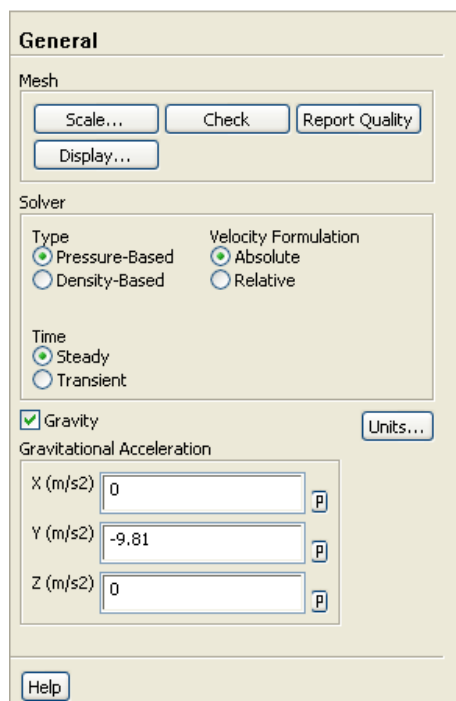 General
Mesh
Scale... Check Report Quality
Display...
Solver
Type Velocity Formulation
Pressure-Based Absolute
Density-Based Relative
Time
Steady
Transient
Gravity Units...
Gravitational Acceleration
X (m/s2) 0 P
Y (m/s2) -9.81 P
Z (m/s2) 0 P
Help